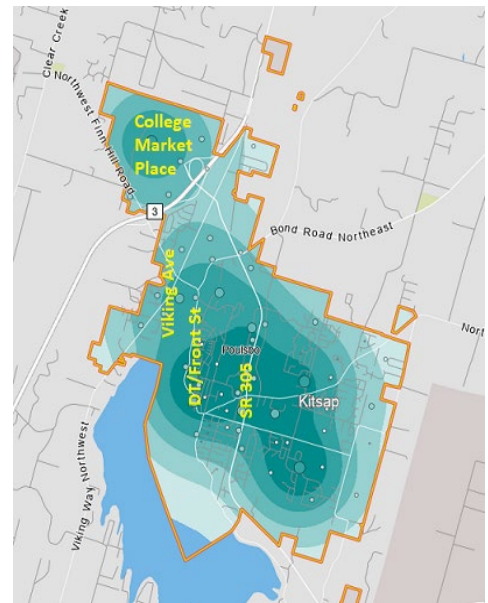 Clear Creek
Northwest Finn Hill Road
College
Market
Place
3
Bond Road Northeast
Viking Ave
DT/Front St
SR 305
Poulsbo
Nort
Kitsap
Viking Way Northwest